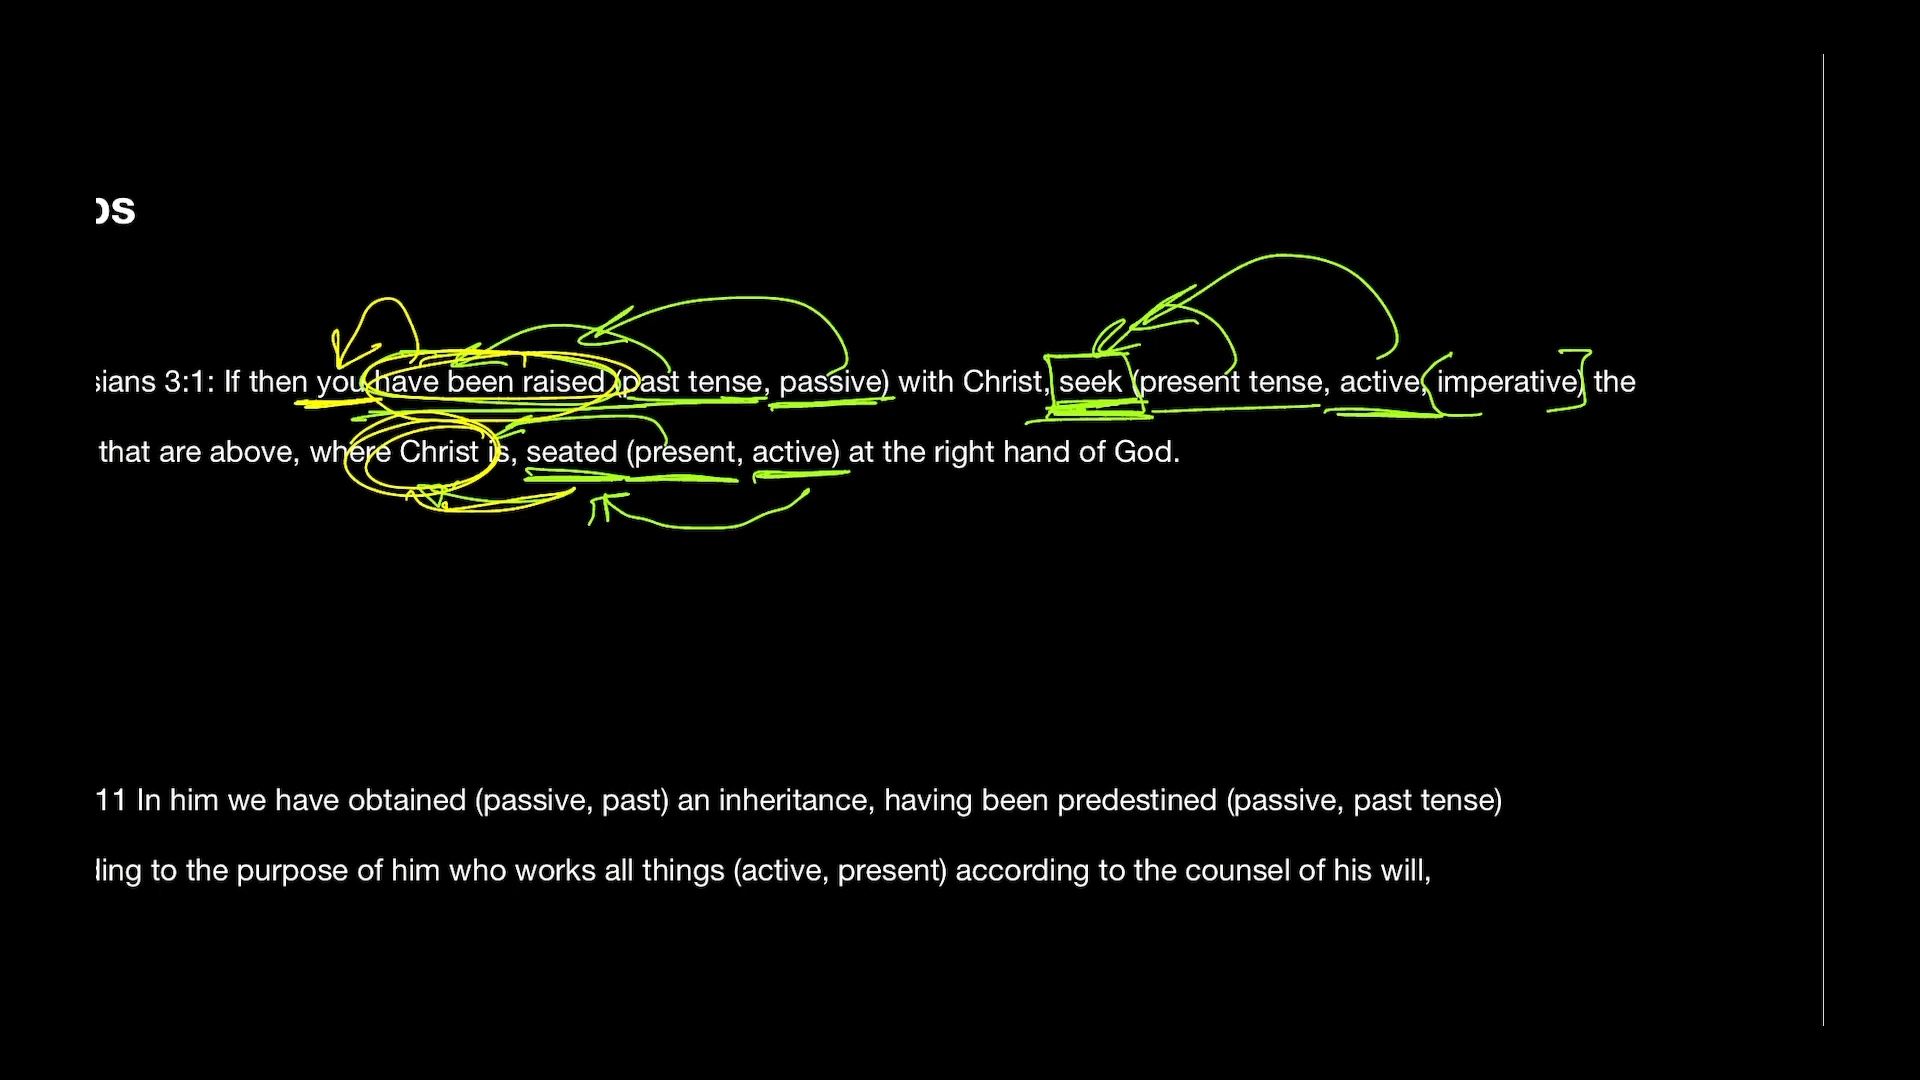 sians 3:1: If then you have been raised (past tense, passive) with Christ, seek (present tense, active, imperative) the
that are above, where Christ is, seated (present, active) at the right hand of God.
11 In him we have obtained (passive, past) an inheritance, having been predestined (passive, past tense)
ling to the purpose of him who works all things (active, present) according to the counsel of his will,